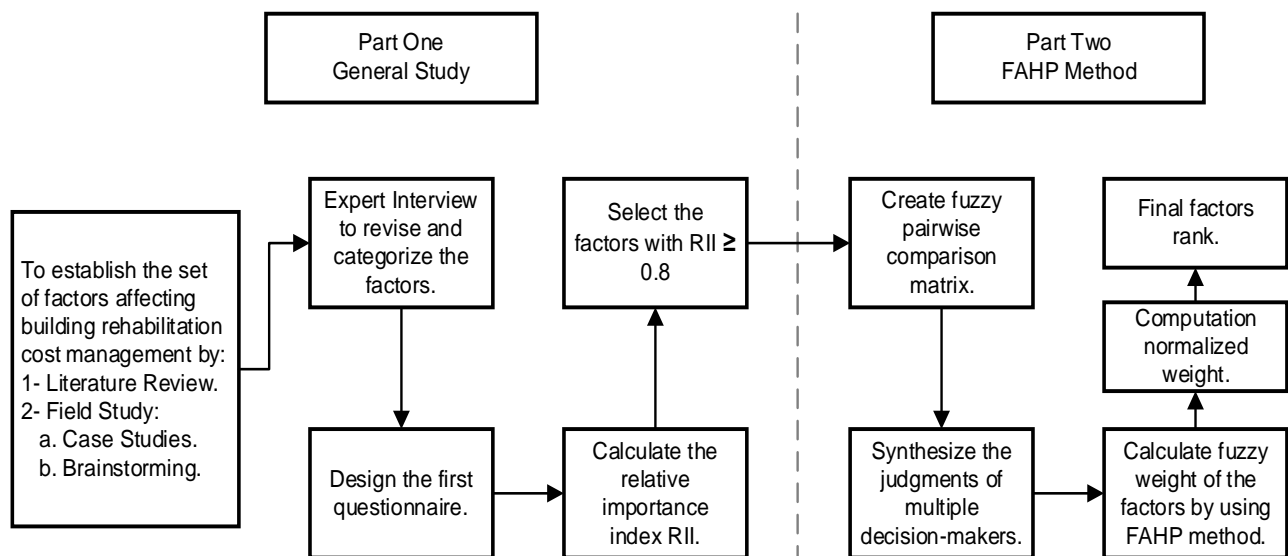 Part One
General Study
Part Two
FAHP Method
To establish the set
of factors affecting
building rehabilitation
cost management by:
1- Literature Review.
2- Field Study:
a. Case Studies.
b. Brainstorming.
Expert Interview
to revise and
categorize the
factors.
Design the first
questionnaire.
Calculate the
relative
importance
index RII.
Select the
factors with RII ≥
0.8
Create fuzzy
pairwise
comparison
matrix.
Synthesize the
judgments of
multiple
decision-makers.
Calculate fuzzy
weight of the
factors by using
FAHP method.
Computation
normalized
weight.
Final factors
rank.